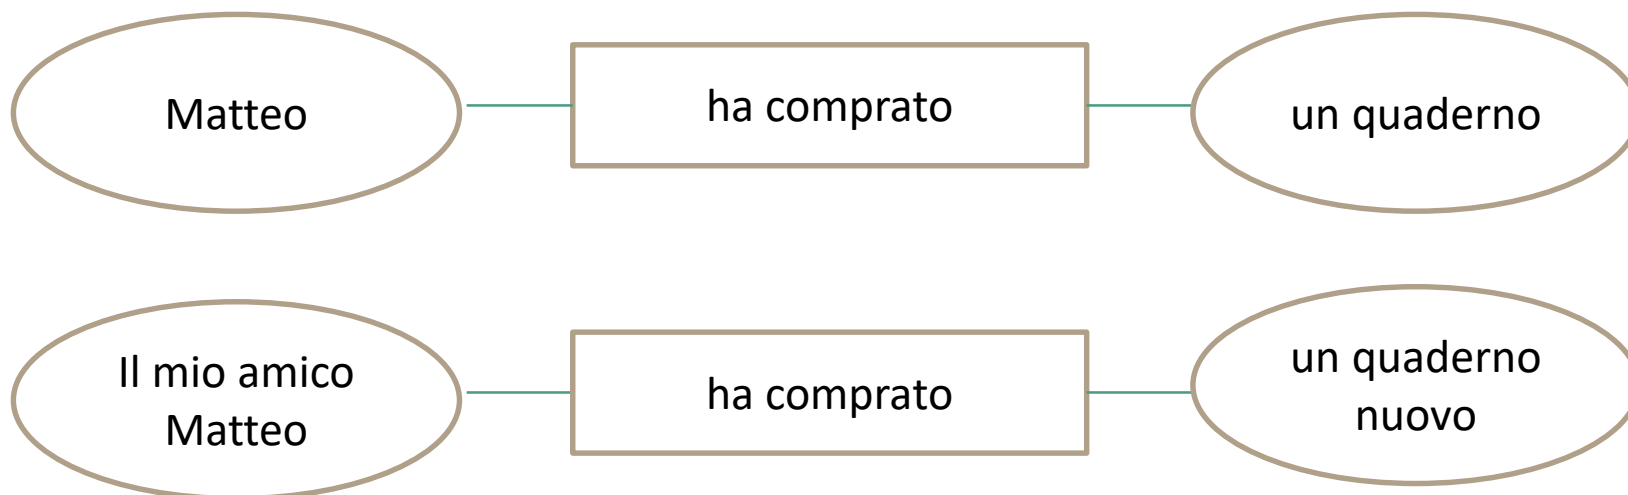 Matteo
ha comprato
un quaderno
Il mio amico
Matteo
ha comprato
un quaderno
nuovo